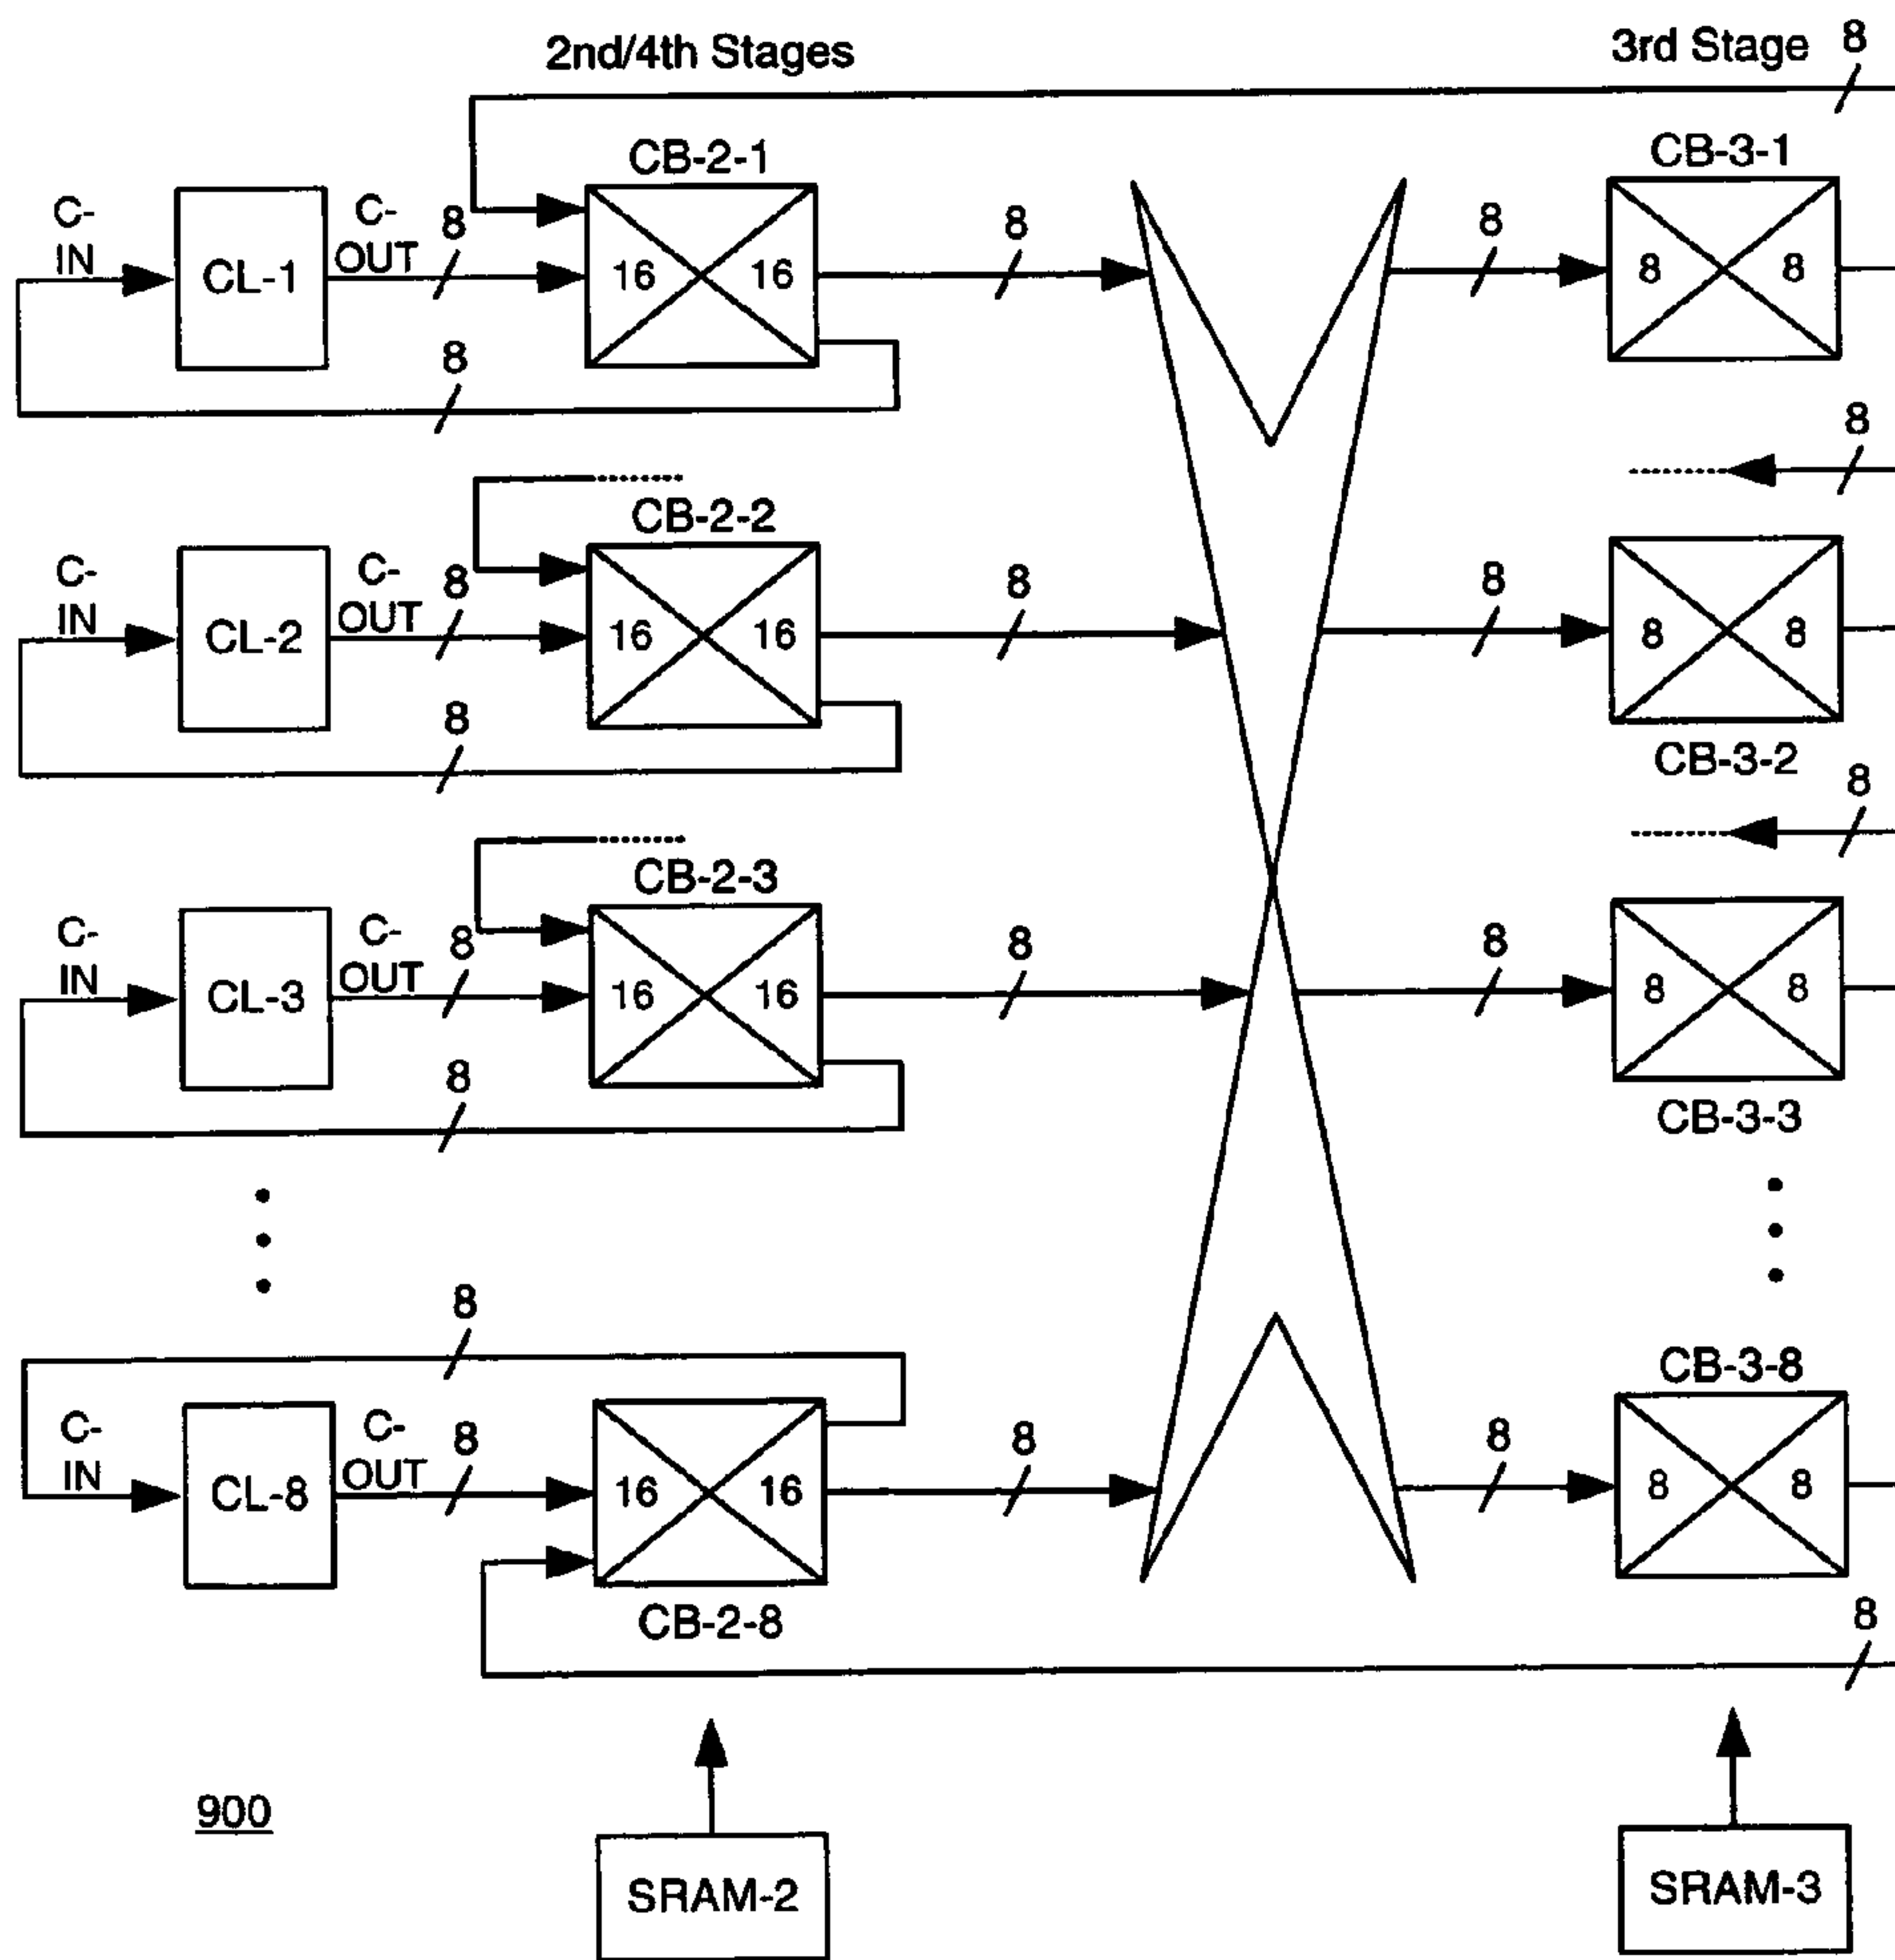 2nd/4th Stages
3rd Stage
8
CB-2-1
CB-3-1
C-
IN
CL-1
C-
OUT
8
16
16
8
8
8
8
8
8
CB-2-2
C-
IN
CL-2
C-
OUT
8
16
16
8
8
8
8
8
CB-3-2
8
CB-2-3
C-
IN
CL-3
C-
OUT
8
16
16
8
8
8
8
8
CB-3-3
8
CB-3-8
C-
IN
CL-8
C-
OUT
8
16
16
8
8
8
8
CB-2-8
8
900
SRAM-2
SRAM-3